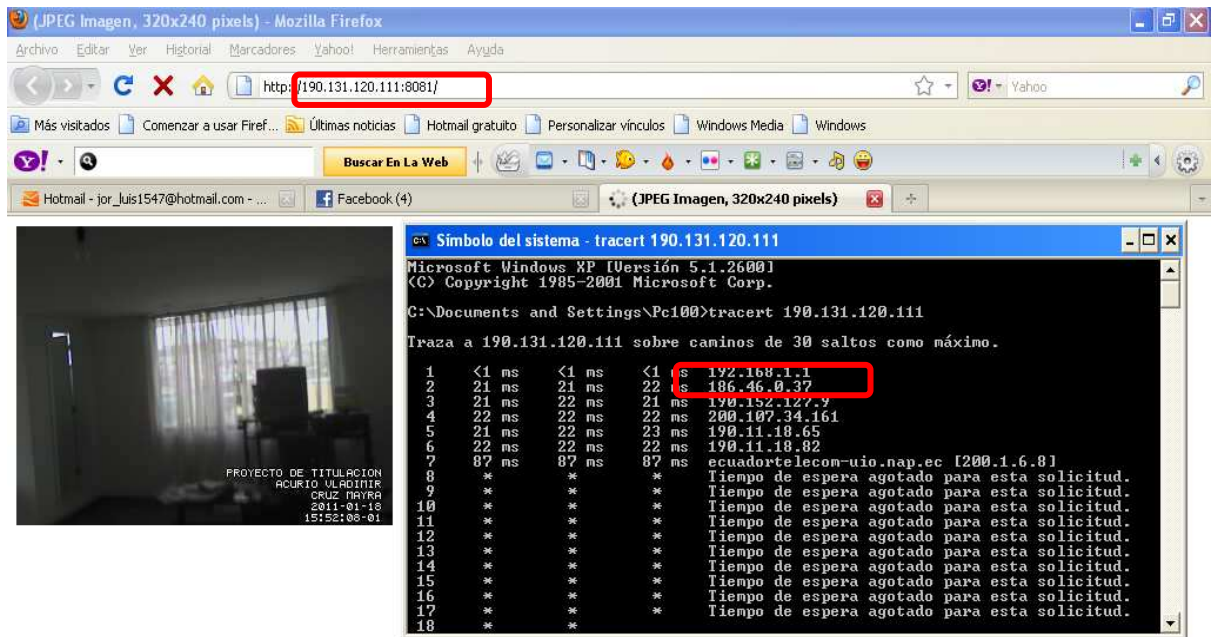 (JPEG Imagen, 320x240 pixels) - Mozilla Firefox
Archivo Editar Ver Historial Marcadores Yahoo! Herramientas Ayuda
http://190.131.120.111:8081/
Yahoo
Más visitados Comenzar a usar Firef... Últimas noticias Hotmail gratuito Personalizar vínculos Windows Media Windows
Buscar En La Web
Hotmail - jor_luis1547@hotmail.com - ... Facebook (4) (JPEG Imagen, 320x240 pixels)
PROYECTO DE TITULACION
ACURIO VLADIMIR
CRUZ MAYRA
2011-01-18
15:52:08-01
Símbolo del sistema - tracert 190.131.120.111
Microsoft Windows XP [Versión 5.1.2600]
(C) Copyright 1985-2001 Microsoft Corp.
C:\Documents and Settings\Pc100>tracert 190.131.120.111
Traza a 190.131.120.111 sobre caminos de 30 saltos como máximo.
1 <1 ms <1 ms <1 ms 192.168.1.1
2 21 ms 21 ms 22 ms 186.46.0.37
3 21 ms 22 ms 21 ms 190.152.127.9
4 22 ms 22 ms 22 ms 200.107.34.161
5 21 ms 22 ms 23 ms 190.11.18.65
6 22 ms 22 ms 22 ms 190.11.18.82
7 87 ms 87 ms 87 ms ecuadortelecom-uio.nap.ec [200.1.6.8]
8 * * * Tiempo de espera agotado para esta solicitud.
9 * * * Tiempo de espera agotado para esta solicitud.
10 * * * Tiempo de espera agotado para esta solicitud.
11 * * * Tiempo de espera agotado para esta solicitud.
12 * * * Tiempo de espera agotado para esta solicitud.
13 * * * Tiempo de espera agotado para esta solicitud.
14 * * * Tiempo de espera agotado para esta solicitud.
15 * * * Tiempo de espera agotado para esta solicitud.
16 * * * Tiempo de espera agotado para esta solicitud.
17 * * * Tiempo de espera agotado para esta solicitud.
18 * *